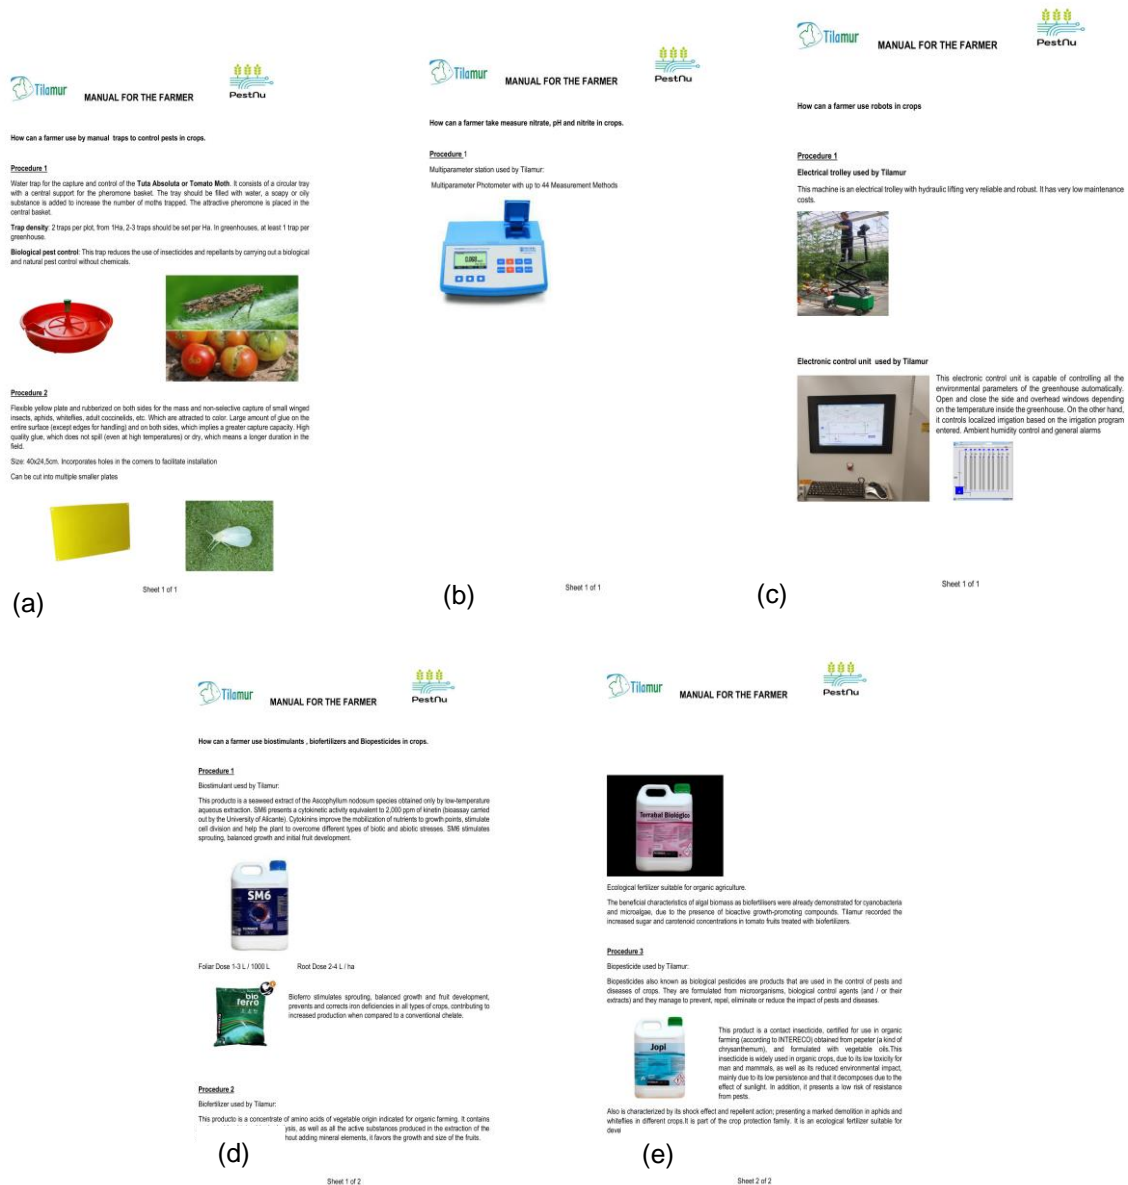 Tilamur
MANUAL FOR THE FARMER
PestNu
How can a farmer use by manual traps to control pests in crops.
Procedure 1
Water trap for the capture and control of the Tuta Absoluta or Tomato Moth. It consists of a circular tray
with a central support for the pheromone basket. The tray should be filled with water, a soapy or oily
substance is added to increase the number of moths trapped. The attractive pheromone is placed in the
central basket.
Trap density: 2 traps per plot, from 1Ha, 2-3 traps should be set per Ha. In greenhouses, at least 1 trap per
greenhouse.
Biological pest control: This trap reduces the use of insecticides and repellants by carrying out a biological
and natural pest control without chemicals.
Procedure 2
Flexible yellow plate and rubberized on both sides for the mass and non-selective capture of small winged
insects, aphids, whiteflies, adult coccinelids, etc. Which are attracted to color. Large amount of glue on the
entire surface (except edges for handling) and on both sides, which implies a greater capture capacity. High
quality glue, which does not spill (even at high temperatures) or dry, which means a longer duration in the
field.
Size: 40x24,5cm. Incorporates holes in the corners to facilitate installation
Can be cut into multiple smaller plates
Sheet 1 of 1
(a)
Tilamur
MANUAL FOR THE FARMER
PestNu
How can a farmer take measure nitrate, pH and nitrite in crops.
Procedure 1
Multiparameter station used by Tilamur:
Multiparameter Photometer with up to 44 Measurement Methods
Sheet 1 of 1
(b)
Tilamur
MANUAL FOR THE FARMER
PestNu
How can a farmer use robots in crops
Procedure 1
Electrical trolley used by Tilamur
This machine is an electrical trolley with hydraulic lifting very reliable and robust. It has very low maintenance
costs.
Electronic control unit used by Tilamur
This electronic control unit is capable of controlling all the
environmental parameters of the greenhouse automatically.
Open and close the side and overhead windows depending
on the temperature inside the greenhouse. On the other hand,
it controls localized irrigation based on the irrigation program
entered. Ambient humidity control and general alarms
Sheet 1 of 1
(c)
Tilamur
MANUAL FOR THE FARMER
PestNu
How can a farmer use biostimulants , biofertilizers and Biopesticides in crops.
Procedure 1
Biostimulant uesd by Tilamur:
This producto is a seaweed extract of the Ascophyllum nodosum species obtained only by low-temperature
aqueous extraction. SM6 presents a cytokinetic activity equivalent to 2,000 ppm of kinetin (bioassay carried
out by the University of Alicante). Cytokinins improve the mobilization of nutrients to growth points, stimulate
cell division and help the plant to overcome different types of biotic and abiotic stresses. SM6 stimulates
sprouting, balanced growth and initial fruit development.
SM6
Foliar Dose 1-3 L / 1000 L Root Dose 2-4 L / ha
bio
ferro
Bioferro stimulates sprouting, balanced growth and fruit development,
prevents and corrects iron deficiencies in all types of crops, contributing to
increased production when compared to a conventional chelate.
Procedure 2
Biofertilizer used by Tilamur:
This producto is a concentrate of amino acids of vegetable origin indicated for organic farming. It contains
ysis, as well as all the active substances produced in the extraction of the
hout adding mineral elements, it favors the growth and size of the fruits.
(d)
Sheet 1 of 2
Tilamur
MANUAL FOR THE FARMER
PestNu
Terrabal Biológico
Ecological fertilizer suitable for organic agriculture.
The beneficial characteristics of algal biomass as biofertilisers were already demonstrated for cyanobacteria
and microalgae, due to the presence of bioactive growth-promoting compounds. Tilamur recorded the
increased sugar and carotenoid concentrations in tomato fruits treated with biofertilizers.
Procedure 3
Biopesticide used by Tilamur:
Biopesticides also known as biological pesticides are products that are used in the control of pests and
diseases of crops. They are formulated from microorganisms, biological control agents (and / or their
extracts) and they manage to prevent, repel, eliminate or reduce the impact of pests and diseases.
Jopi
This product is a contact insecticide, certified for use in organic
farming (according to INTERECO) obtained from pepeter (a kind of
chrysanthemum), and formulated with vegetable oils.This
insecticide is widely used in organic crops, due to its low toxicity for
man and mammals, as well as its reduced environmental impact,
mainly due to its low persistence and that it decomposes due to the
effect of sunlight. In addition, it presents a low risk of resistance
from pests.
Also is characterized by its shock effect and repellent action; presenting a marked demolition in aphids and
whiteflies in different crops.It is part of the crop protection family. It is an ecological fertilizer suitable for
devel
(e)
Sheet 2 of 2